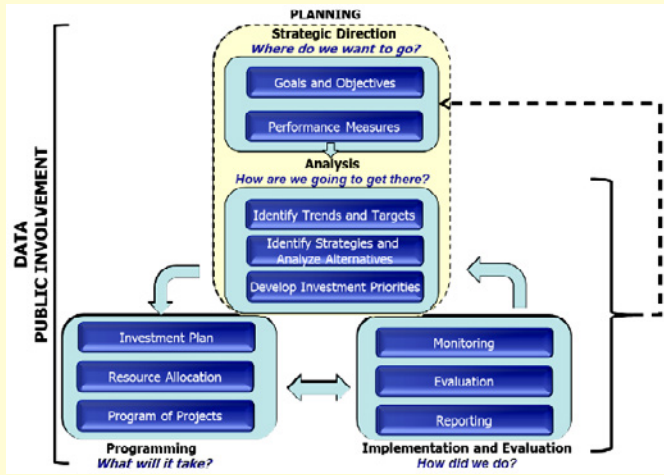 PLANNING
Strategic Direction
Where do we want to go?
Goals and Objectives
Performance Measures
Analysis
How are we going to get there?
Identify Trends and Targets
Identify Strategies and
Analyze Alternatives
Develop Investment Priorities
DATA
PUBLIC INVOLVEMENT
Investment Plan
Resource Allocation
Program of Projects
Programming
What will it take?
Monitoring
Evaluation
Reporting
Implementation and Evaluation
How did we do?